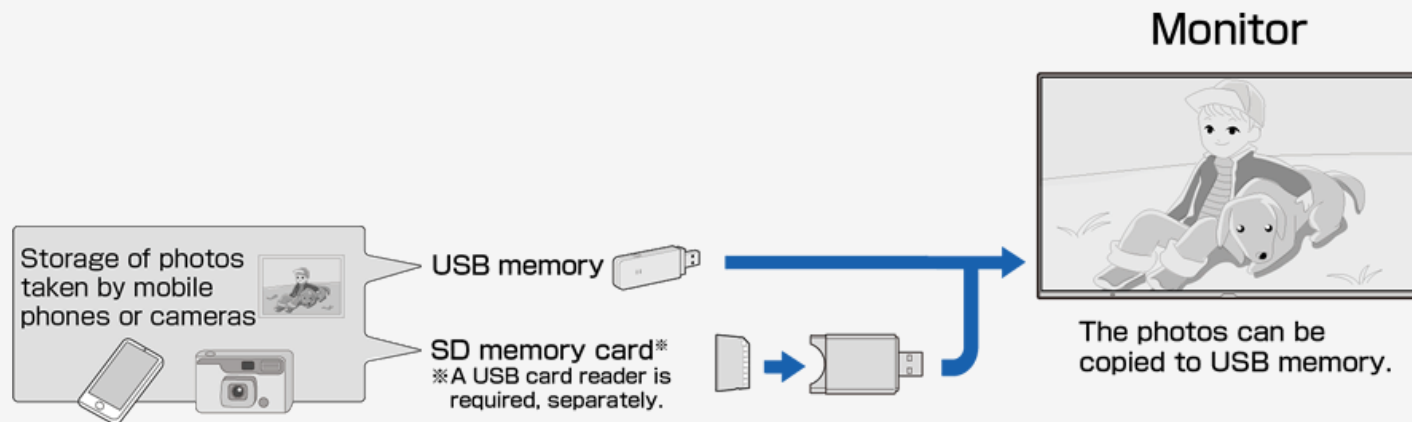 Monitor
Storage of photos
taken by mobile
phones or cameras
USB memory
SD memory card※
※A USB card reader is
required, separately.
The photos can be
copied to USB memory.